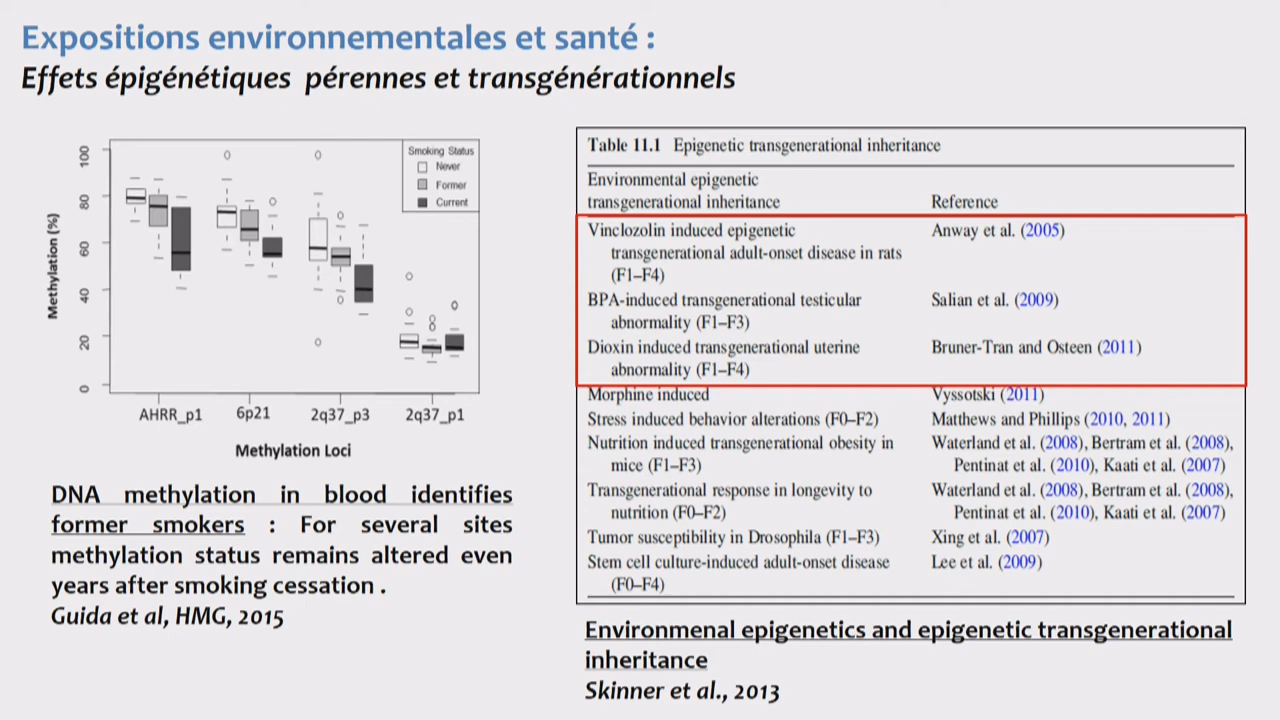 Expositions environnementales et santé :
Effets épigénétiques pérennes et transgénérationnels
Methylation (%)
100
80
60
40
20
0
Smoking Status
Never
Former
Current
AHRR_p1
6p21
2q37_p3
2q37_p1
Methylation Loci
DNA methylation in blood identifies
former smokers : For several sites
methylation status remains altered even
years after smoking cessation .
Guida et al, HMG, 2015
Table 11.1 Epigenetic transgenerational inheritance
Environmental epigenetic
transgenerational inheritance Reference
Vinclozolin induced epigenetic Anway et al. (2005)
transgenerational adult-onset disease in rats
(F1–F4)
BPA-induced transgenerational testicular Salian et al. (2009)
abnormality (F1–F3)
Dioxin induced transgenerational uterine Bruner-Tran and Osteen (2011)
abnormality (F1–F4)
Morphine induced Vyssotski (2011)
Stress induced behavior alterations (F0–F2) Matthews and Phillips (2010, 2011)
Nutrition induced transgenerational obesity in Waterland et al. (2008), Bertram et al. (2008),
mice (F1–F3) Pentinat et al. (2010), Kaati et al. (2007)
Transgenerational response in longevity to Waterland et al. (2008), Bertram et al. (2008),
nutrition (F0–F2) Pentinat et al. (2010), Kaati et al. (2007)
Tumor susceptibility in Drosophila (F1–F3) Xing et al. (2007)
Stem cell culture-induced adult-onset disease Lee et al. (2009)
(F0–F4)
Environmenal epigenetics and epigenetic transgenerational
inheritance
Skinner et al., 2013